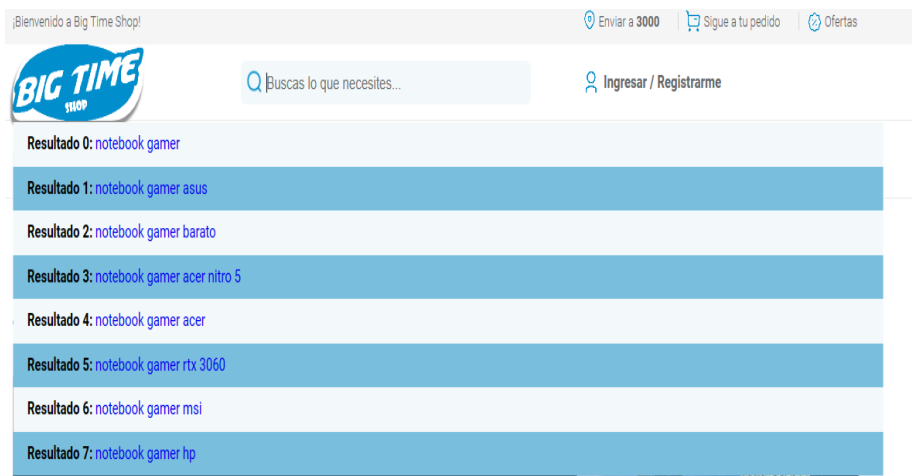 ¡Bienvenido a Big Time Shop!
Enviar a 3000
Sigue a tu pedido
Ofertas
BIG TIME
SHOP
Buscas lo que necesites...
Ingresar / Registrarme
Resultado 0: notebook gamer
Resultado 1: notebook gamer asus
Resultado 2: notebook gamer barato
Resultado 3: notebook gamer acer nitro 5
Resultado 4: notebook gamer acer
Resultado 5: notebook gamer rtx 3060
Resultado 6: notebook gamer msi
Resultado 7: notebook gamer hp